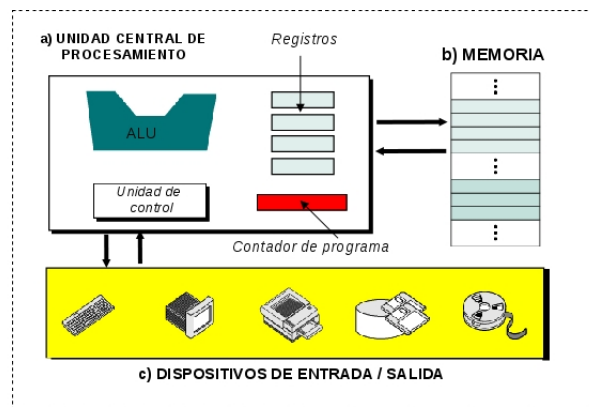 a) UNIDAD CENTRAL DE
PROCESAMIENTO
Registros
b) MEMORIA
ALU
Unidad de
control
Contador de programa
c) DISPOSITIVOS DE ENTRADA / SALIDA